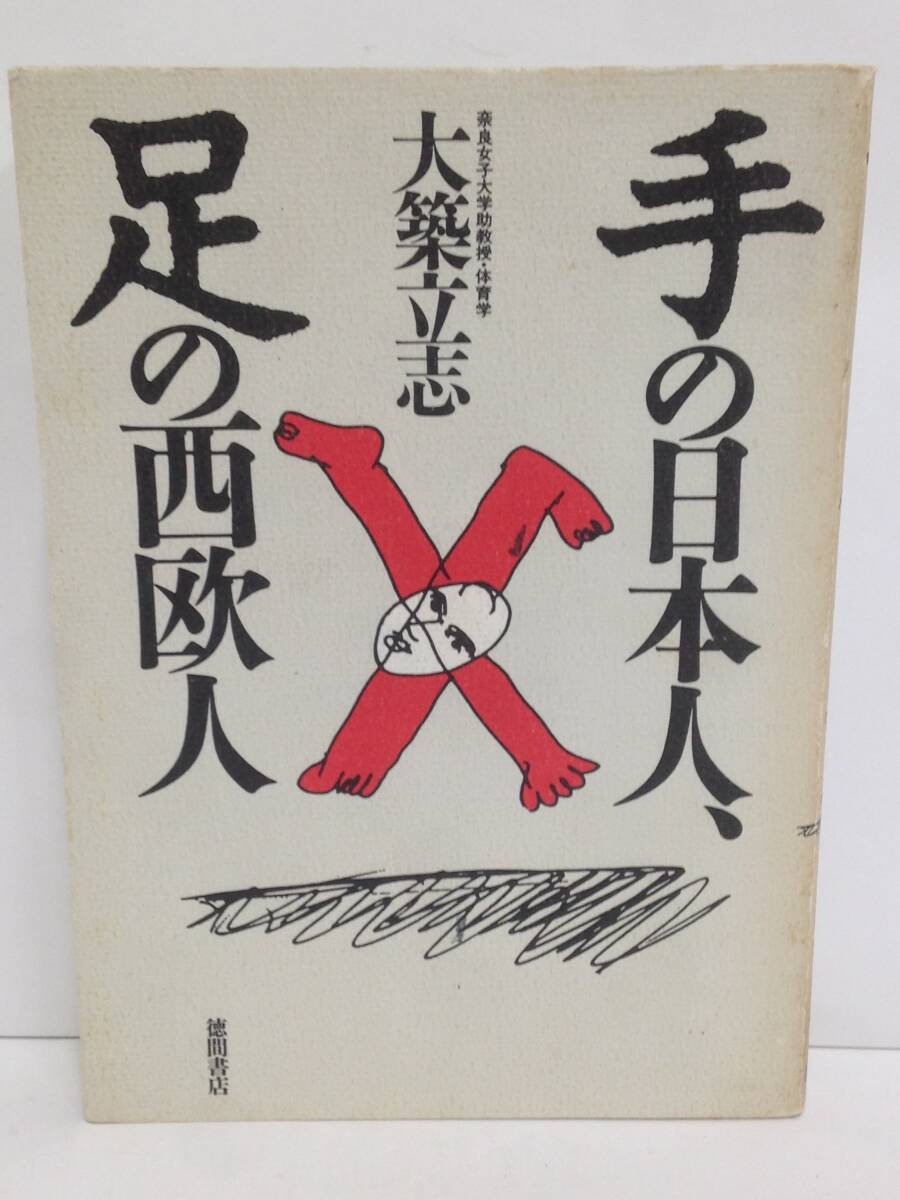 手の日本人、
足の西欧人
奈良女子大学助教授・体育学
大築立志
徳間書店